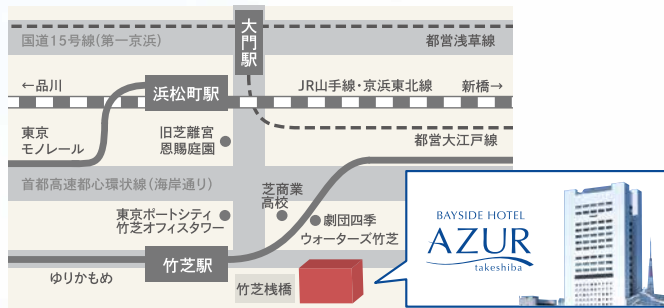 国道15号線(第一京浜)
大門駅
都営浅草線
←品川
浜松町駅
JR山手線・京浜東北線
新橋→
東京
モノレール
旧芝離宮
恩賜庭園
都営大江戸線
首都高速都心環状線(海岸通り)
芝商業
高校
東京ポートシティ
竹芝オフィスタワー
劇団四季
ウォーターズ竹芝
竹芝駅
ゆりかもめ
竹芝桟橋
BAYSIDE HOTEL
AZUR
takeshiba